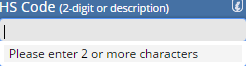 HS Code (2-digit or description)
Please enter 2 or more characters